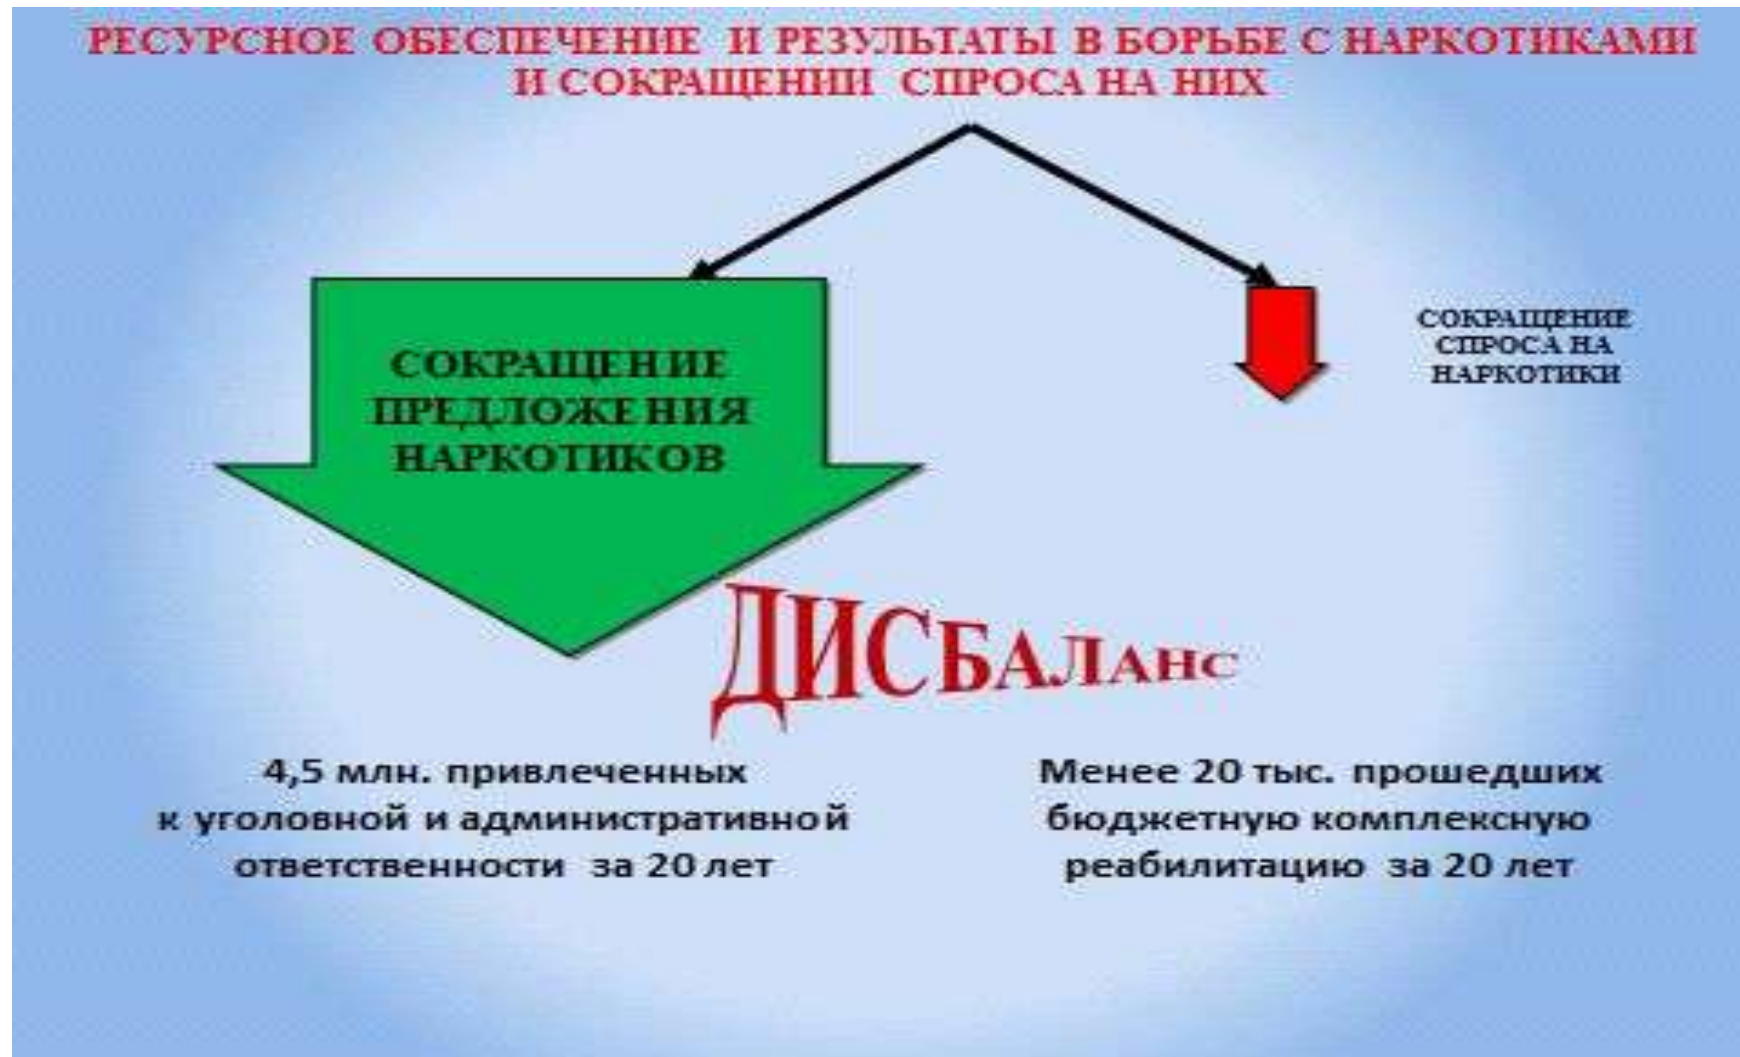 РЕСУРСНОЕ ОБЕСПЕЧЕНИЕ И РЕЗУЛЬТАТЫ В БОРЬБЕ С НАРКОТИКАМИ
И СОКРАЩЕНИИ СПРОСА НА НИХ
СОКРАЩЕНИЕ
ПРЕДЛОЖЕНИЯ
НАРКОТИКОВ
СОКРАЩЕНИЕ
СПРОСА НА
НАРКОТИКИ
ДИСБАЛАНС
4,5 млн. привлеченных
к уголовной и административной
ответственности за 20 лет
Менее 20 тыс. прошедших
бюджетную комплексную
реабилитацию за 20 лет